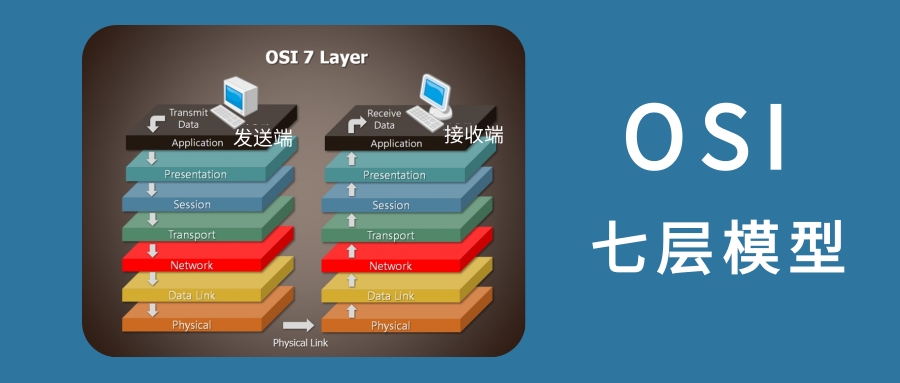 OSI 7 Layer
Transmit
Data
发送端
Application
Presentation
Session
Transport
Network
Data Link
Physical
Receive
Data
接收端
Application
Presentation
Session
Transport
Network
Data Link
Physical
Physical Link
OSI
七层模型